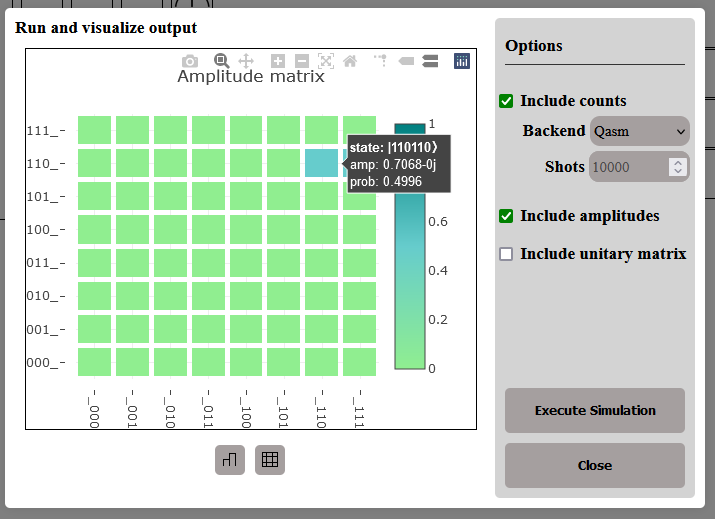 Run and visualize output
Amplitude matrix
111_
110_
101_
100_
011_
010_
001_
000_
_000
_001
_010
_011
_100
_101
_110
_111
1
0.6
0.4
0.2
0
state: |110110⟩
amp: 0.7068-0j
prob: 0.4996
Options
Include counts
Backend Qasm
Shots 10000
Include amplitudes
Include unitary matrix
Execute Simulation
Close